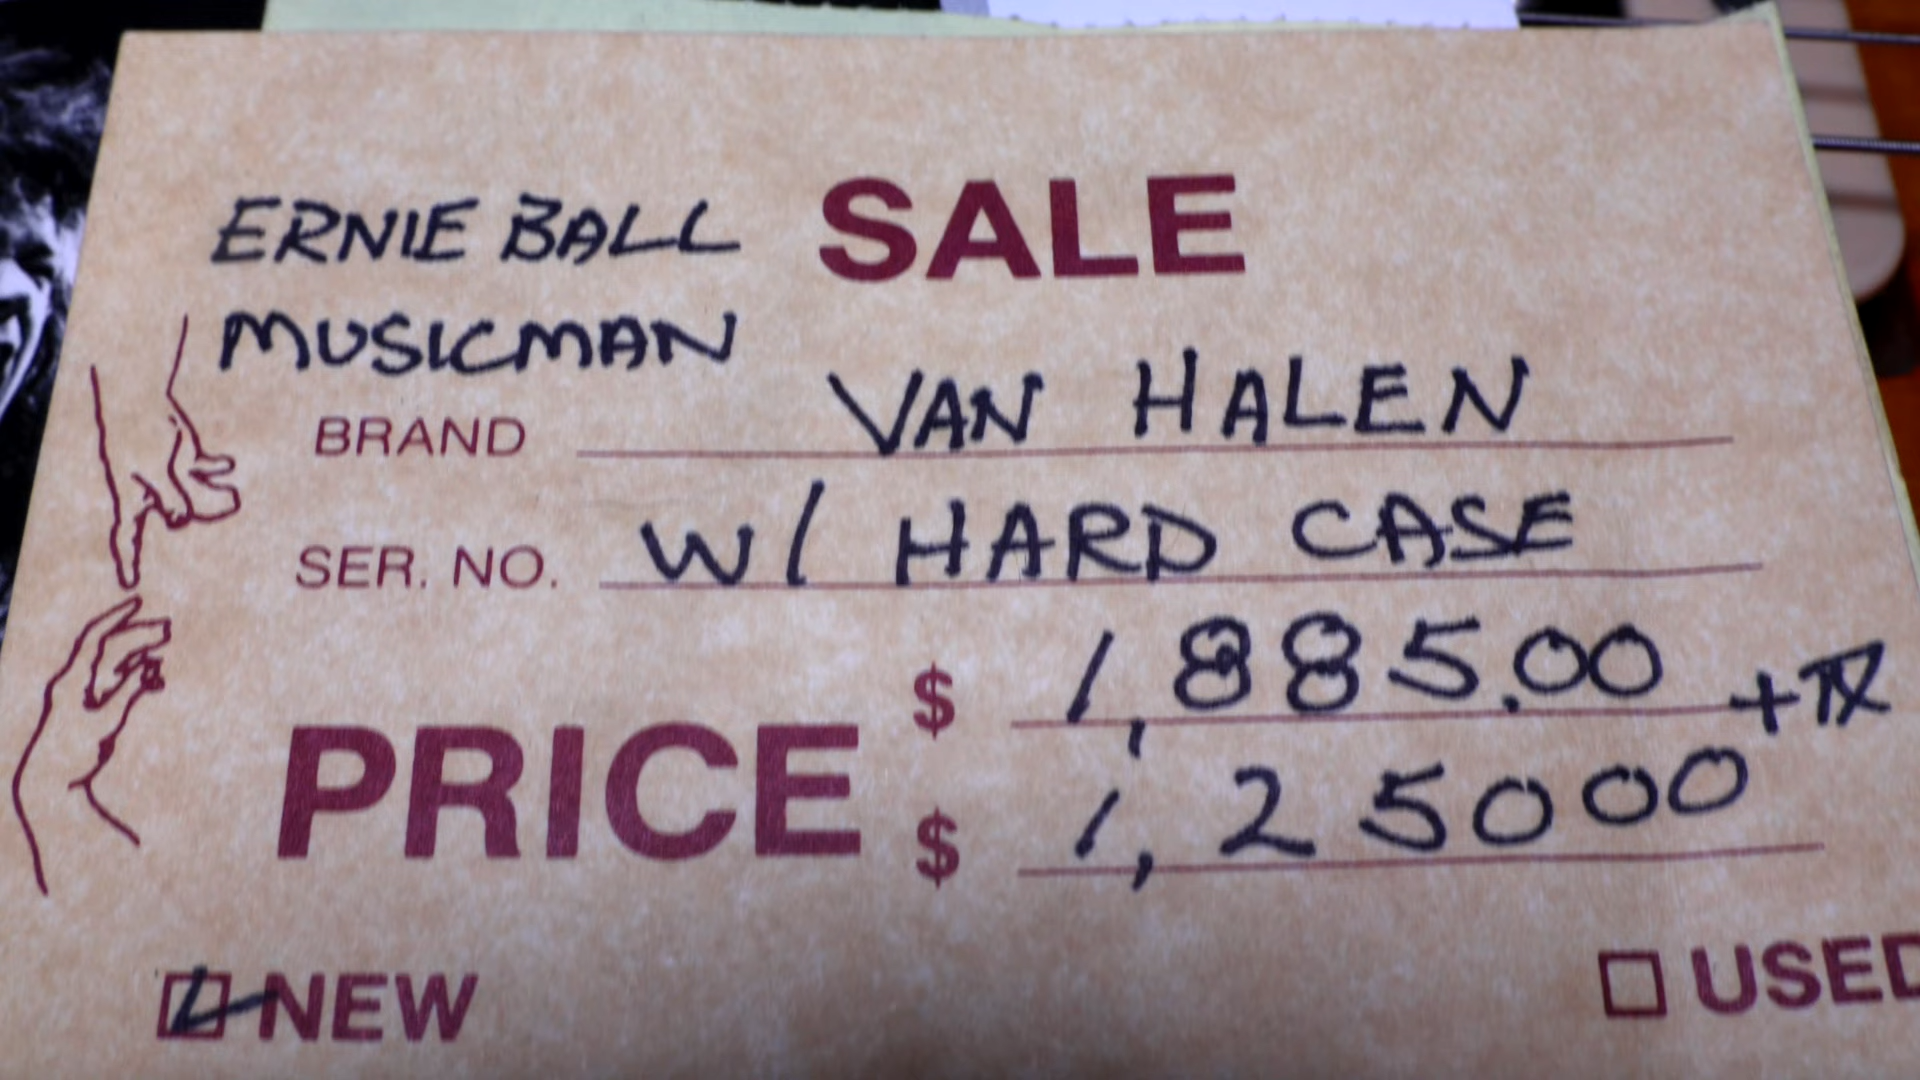 ERNIE BALL SALE
MUSICMAN
BRAND VAN HALEN
SER. NO. W/ HARD CASE
$ 1,885.00 +TX
PRICE
$ 1,25000
NEW USED